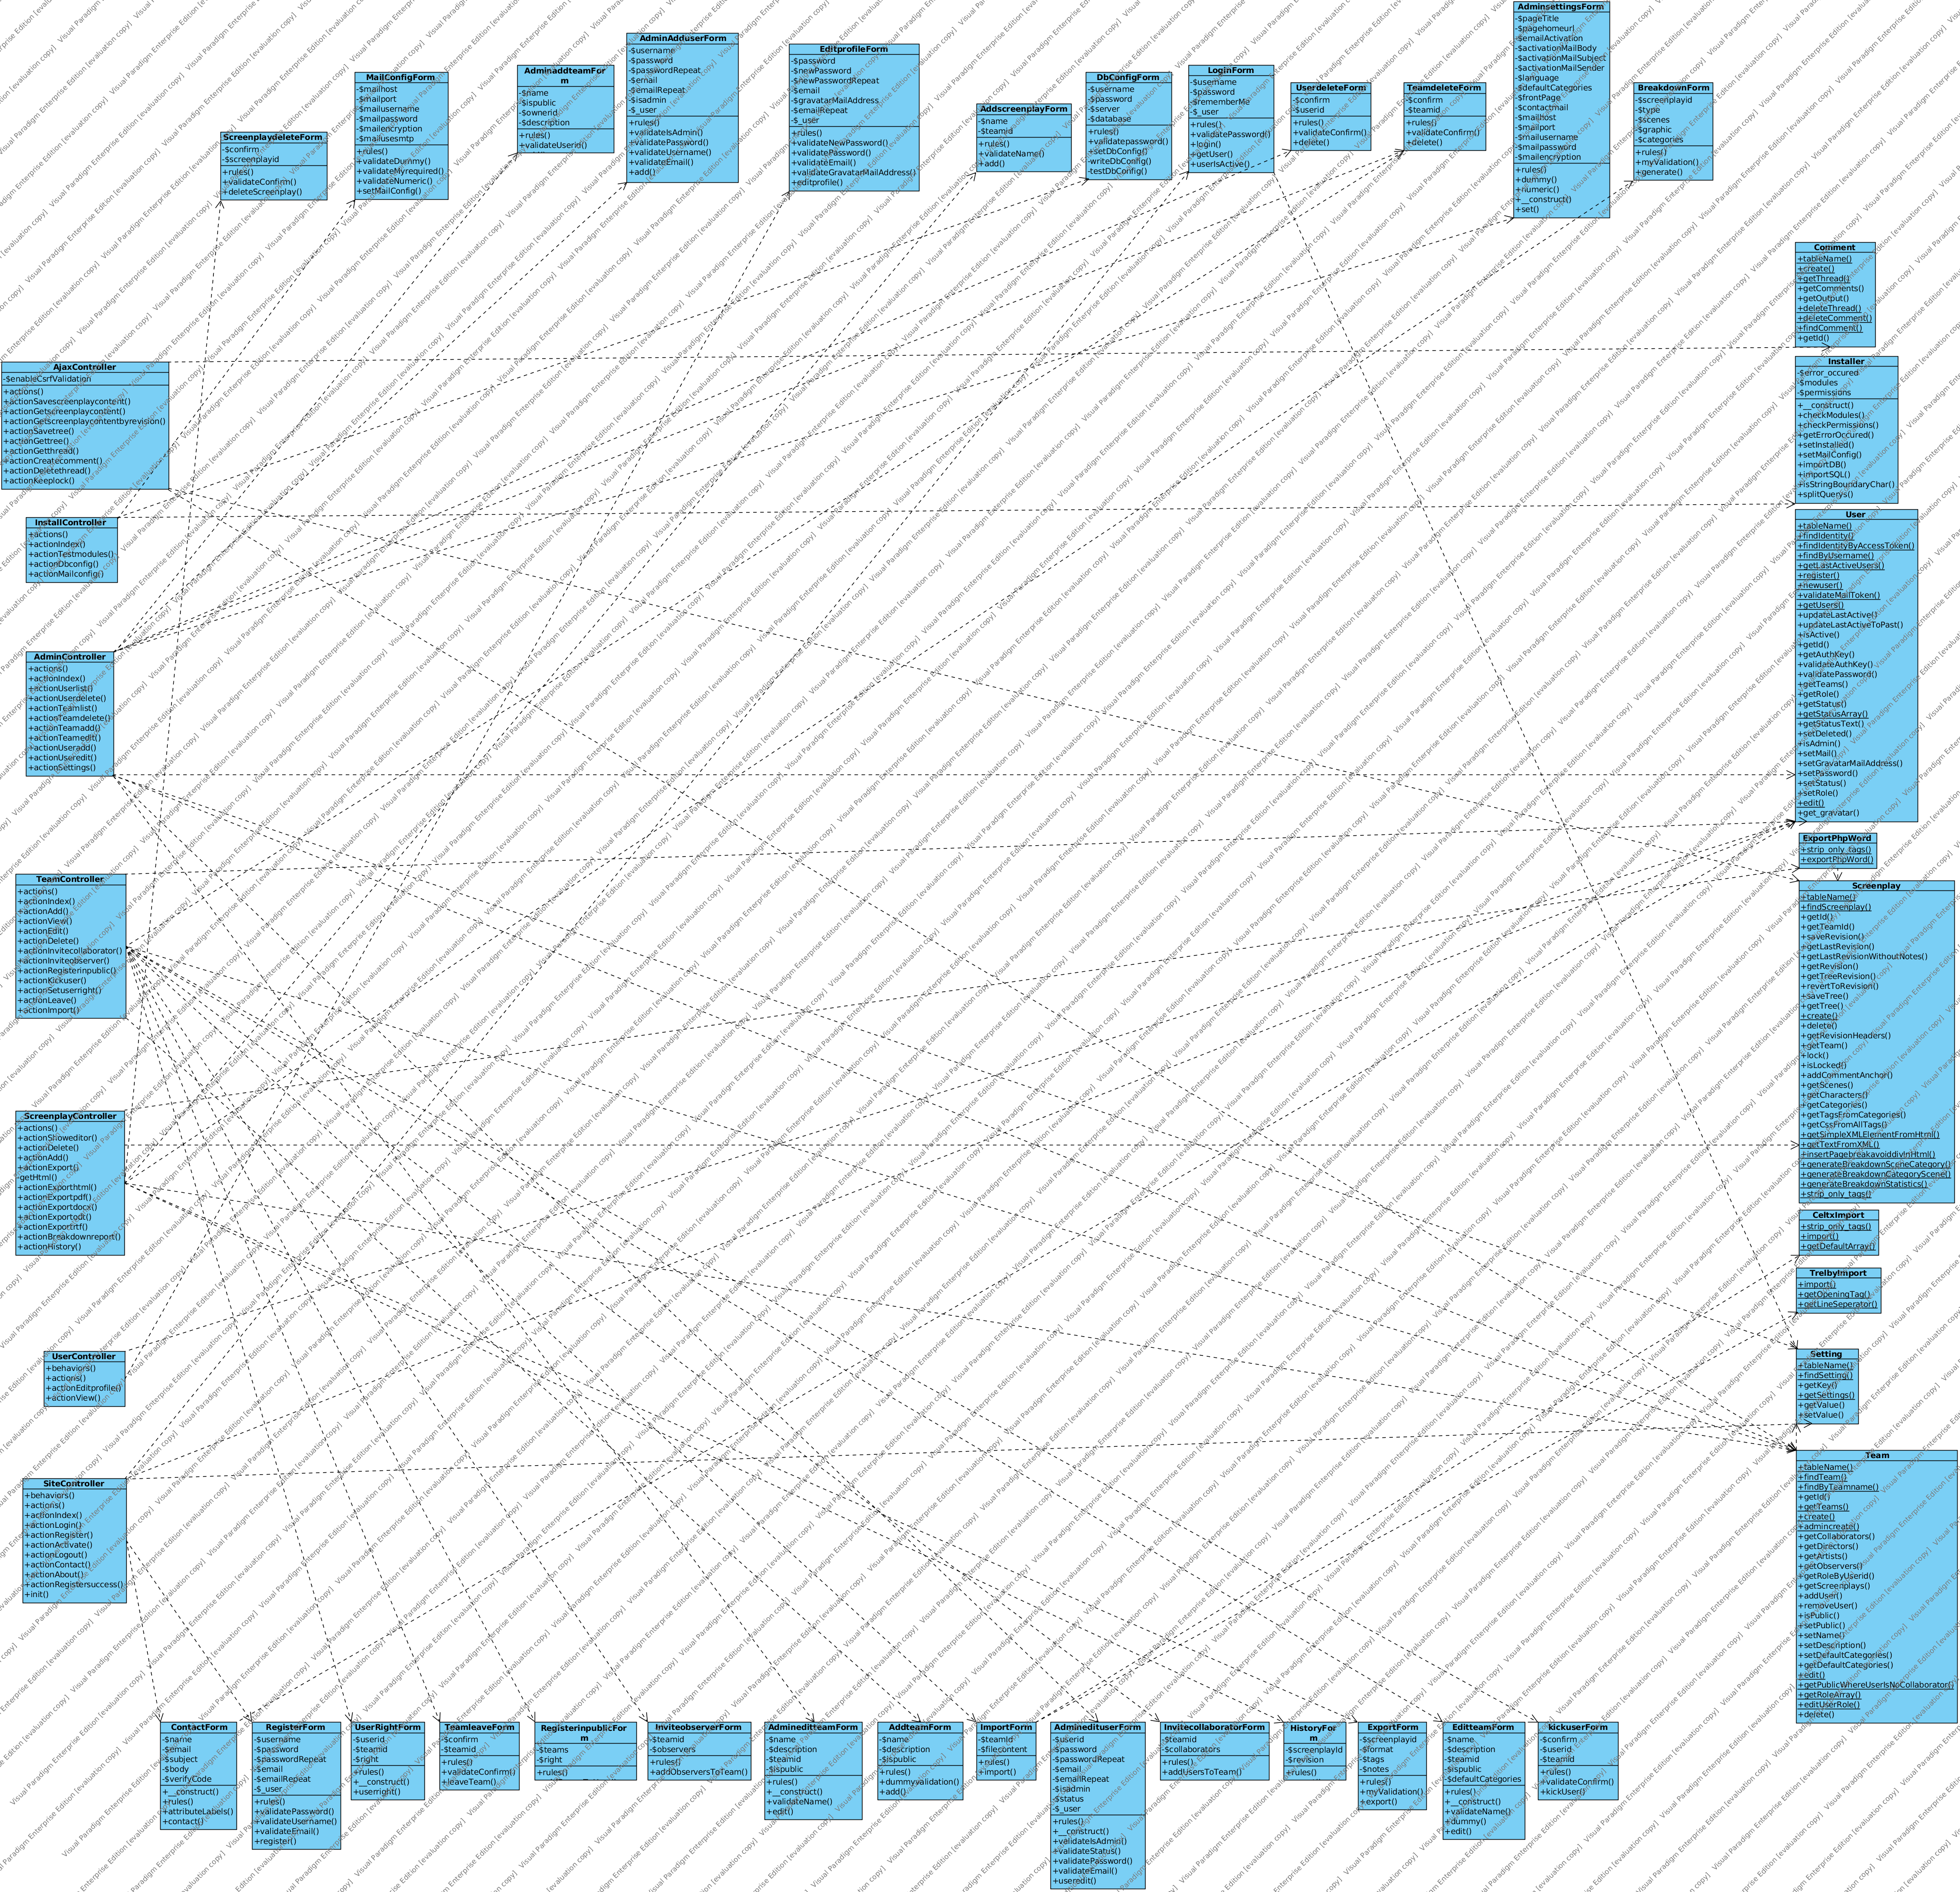 AdminsettingsForm
-$pageTitle
-$pagehomeurl
-$emailActivation
-$activationMailBody
-$activationMailSubject
-$activationMailSender
-$language
-$defaultCategories
-$frontPage
-$contactmail
-$mailhost
-$mailport
-$mailusername
-$mailpassword
-$mailencryption
+rules()
+dummy()
+numeric()
+__construct()
+set()
AdminAdduserForm
-$username
-$password
-$passwordRepeat
-$email
-$emailRepeat
-$isadmin
-$_user
+rules()
+validateIsAdmin()
+validatePassword()
+validateUsername()
+validateEmail()
+add()
EditprofileForm
-$password
-$newPassword
-$newPasswordRepeat
-$email
-$gravatarMailAddress
-$emailRepeat
-$_user
+rules()
+validateNewPassword()
+validatePassword()
+validateEmail()
+validateGravatarMailAddress()
+editprofile()
AdminaddteamFor
m
-$name
-$ispublic
-$ownerid
-$description
+rules()
+validateUserid()
MailConfigForm
-$mailhost
-$mailport
-$mailusername
-$mailpassword
-$mailencryption
-$mailusesmtp
+rules()
+validateDummy()
+validateMyrequired()
+validateNumeric()
+setMailConfig()
ScreenplaydeleteForm
-$confirm
-$screenplayid
+rules()
+validateConfirm()
+deleteScreenplay()
AddscreenplayForm
-$name
-$teamid
+rules()
+validateName()
+add()
DbConfigForm
-$username
-$password
-$server
-$database
+rules()
+validatepassword()
+setDbConfig()
-writeDbConfig()
-testDbConfig()
LoginForm
-$username
-$password
-$rememberMe
-$_user
+rules()
+validatePassword()
+login()
+getUser()
+userIsActive()
UserdeleteForm
-$confirm
-$userid
+rules()
+validateConfirm()
+delete()
TeamdeleteForm
-$confirm
-$teamid
+rules()
+validateConfirm()
+delete()
BreakdownForm
-$screenplayid
-$type
-$scenes
-$graphic
-$categories
+rules()
+myValidation()
+generate()
Comment
+tableName()
+create()
+getThread()
+getComments()
+getOutput()
+deleteThread()
+deleteComment()
+findComment()
+getId()
Installer
-$error_occured
-$modules
-$permissions
+__construct()
+checkModules()
+checkPermissions()
+getErrorOccured()
+setInstalled()
+setMailConfig()
+importDB()
+importSQL()
+isStringBoundaryChar()
+splitQuerys()
AjaxController
-$enableCsrfValidation
+actions()
+actionSavescreenplaycontent()
+actionGetscreenplaycontent()
+actionGetscreenplaycontentbyrevision()
+actionSavetree()
+actionGettree()
+actionGetthread()
+actionCreatecomment()
+actionDeletethread()
+actionKeeplock()
InstallController
+actions()
+actionIndex()
+actionTestmodules()
+actionDbconfig()
+actionMailconfig()
User
+tableName()
+findIdentity()
+findIdentityByAccessToken()
+findByUsername()
+getLastActiveUsers()
+register()
+newuser()
+validateMailToken()
+getUsers()
+updateLastActive()
+updateLastActiveToPast()
+isActive()
+getId()
+getAuthKey()
+validateAuthKey()
+validatePassword()
+getTeams()
+getRole()
+getStatus()
+getStatusArray()
+getStatusText()
+setDeleted()
+isAdmin()
+setMail()
+setGravatarMailAddress()
+setPassword()
+setStatus()
+setRole()
+edit()
+get_gravatar()
AdminController
+actions()
+actionIndex()
+actionUserlist()
+actionUserdelete()
+actionTeamlist()
+actionTeamdelete()
+actionTeamadd()
+actionTeamedit()
+actionUseradd()
+actionUseredit()
+actionSettings()
ExportPhpWord
+strip_only_tags()
+exportPhpWord()
TeamController
+actions()
+actionIndex()
+actionAdd()
+actionView()
+actionEdit()
+actionDelete()
+actionInvitecollaborator()
+actionInviteobserver()
+actionRegisterinpublic()
+actionKickuser()
+actionSetuserright()
+actionLeave()
+actionImport()
Screenplay
+tableName()
+findScreenplay()
+getId()
+getTeamId()
+saveRevision()
+getLastRevision()
+getLastRevisionWithoutNotes()
+getRevision()
+getTreeRevision()
+revertToRevision()
+saveTree()
+getTree()
+create()
+delete()
+getRevisionHeaders()
+getTeam()
+lock()
+isLocked()
+addCommentAnchor()
+getScenes()
+getCharacters()
+getCategories()
+getTagsFromCategories()
+getCssFromAllTags()
+getSimpleXMLElementFromHtml()
+getTextFromXML()
+insertPagebreakavoiddivInHtml()
+generateBreakdownSceneCategory()
+generateBreakdownCategoryScene()
+generateBreakdownStatistics()
+strip_only_tags()
ScreenplayController
+actions()
+actionShoweditor()
+actionDelete()
+actionAdd()
+actionExport()
-getHtml()
+actionExporthtml()
+actionExportpdf()
+actionExportdocx()
+actionExportodt()
+actionExportrtf()
+actionBreakdownreport()
+actionHistory()
CeltxImport
+strip_only_tags()
+import()
+getDefaultArray()
TrelbyImport
+import()
+getOpeningTag()
+getLineSeperator()
UserController
+behaviors()
+actions()
+actionEditprofile()
+actionView()
Setting
+tableName()
+findSetting()
+getKey()
+getSettings()
+getValue()
+setValue()
SiteController
+behaviors()
+actions()
+actionIndex()
+actionLogin()
+actionRegister()
+actionActivate()
+actionLogout()
+actionContact()
+actionAbout()
+actionRegistersuccess()
+init()
Team
+tableName()
+findTeam()
+findByTeamname()
+getId()
+getTeams()
+create()
+admincreate()
+getCollaborators()
+getDirectors()
+getArtists()
+getObservers()
+getRoleByUserid()
+getScreenplays()
+addUser()
+removeUser()
+isPublic()
+setPublic()
+setName()
+setDescription()
+setDefaultCategories()
+getDefaultCategories()
+edit()
+getPublicWhereUserIsNoCollaborator()
+getRoleArray()
+editUserRole()
+delete()
ContactForm
-$name
-$email
-$subject
-$body
-$verifyCode
+__construct()
+rules()
+attributeLabels()
+contact()
RegisterForm
-$username
-$password
-$passwordRepeat
-$email
-$emailRepeat
-$_user
+rules()
+validatePassword()
+validateUsername()
+validateEmail()
+register()
UserRightForm
-$userid
-$teamid
-$right
+rules()
+__construct()
+userright()
TeamleaveForm
-$confirm
-$teamid
+rules()
+validateConfirm()
+leaveTeam()
RegisterinpublicFor
m
-$teams
-$right
+rules()
InviteobserverForm
-$teamid
-$observers
+rules()
+addObserversToTeam()
AdmineditteamForm
-$name
-$description
-$teamid
-$ispublic
+rules()
+__construct()
+validateName()
+edit()
AddteamForm
-$name
-$description
-$ispublic
+rules()
+dummyvalidation()
+add()
ImportForm
-$teamid
-$filecontent
+rules()
+import()
AdminedituserForm
-$userid
-$password
-$passwordRepeat
-$email
-$emailRepeat
-$isadmin
-$status
-$_user
+rules()
+__construct()
+validateIsAdmin()
+validateStatus()
+validatePassword()
+validateEmail()
+useredit()
InvitecollaboratorForm
-$teamid
-$collaborators
+rules()
+addUsersToTeam()
HistoryFor
m
-$screenplayId
-$revision
+rules()
ExportForm
-$screenplayid
-$format
-$tags
-$notes
+rules()
+myValidation()
+export()
EditteamForm
-$name
-$description
-$teamid
-$ispublic
-$defaultCategories
+rules()
+__construct()
+validateName()
+dummy()
+edit()
kickuserForm
-$confirm
-$userid
-$teamId
+rules()
+validateConfirm()
+kickUser()
Visual Paradigm Enterprise Edition [evaluation copy]